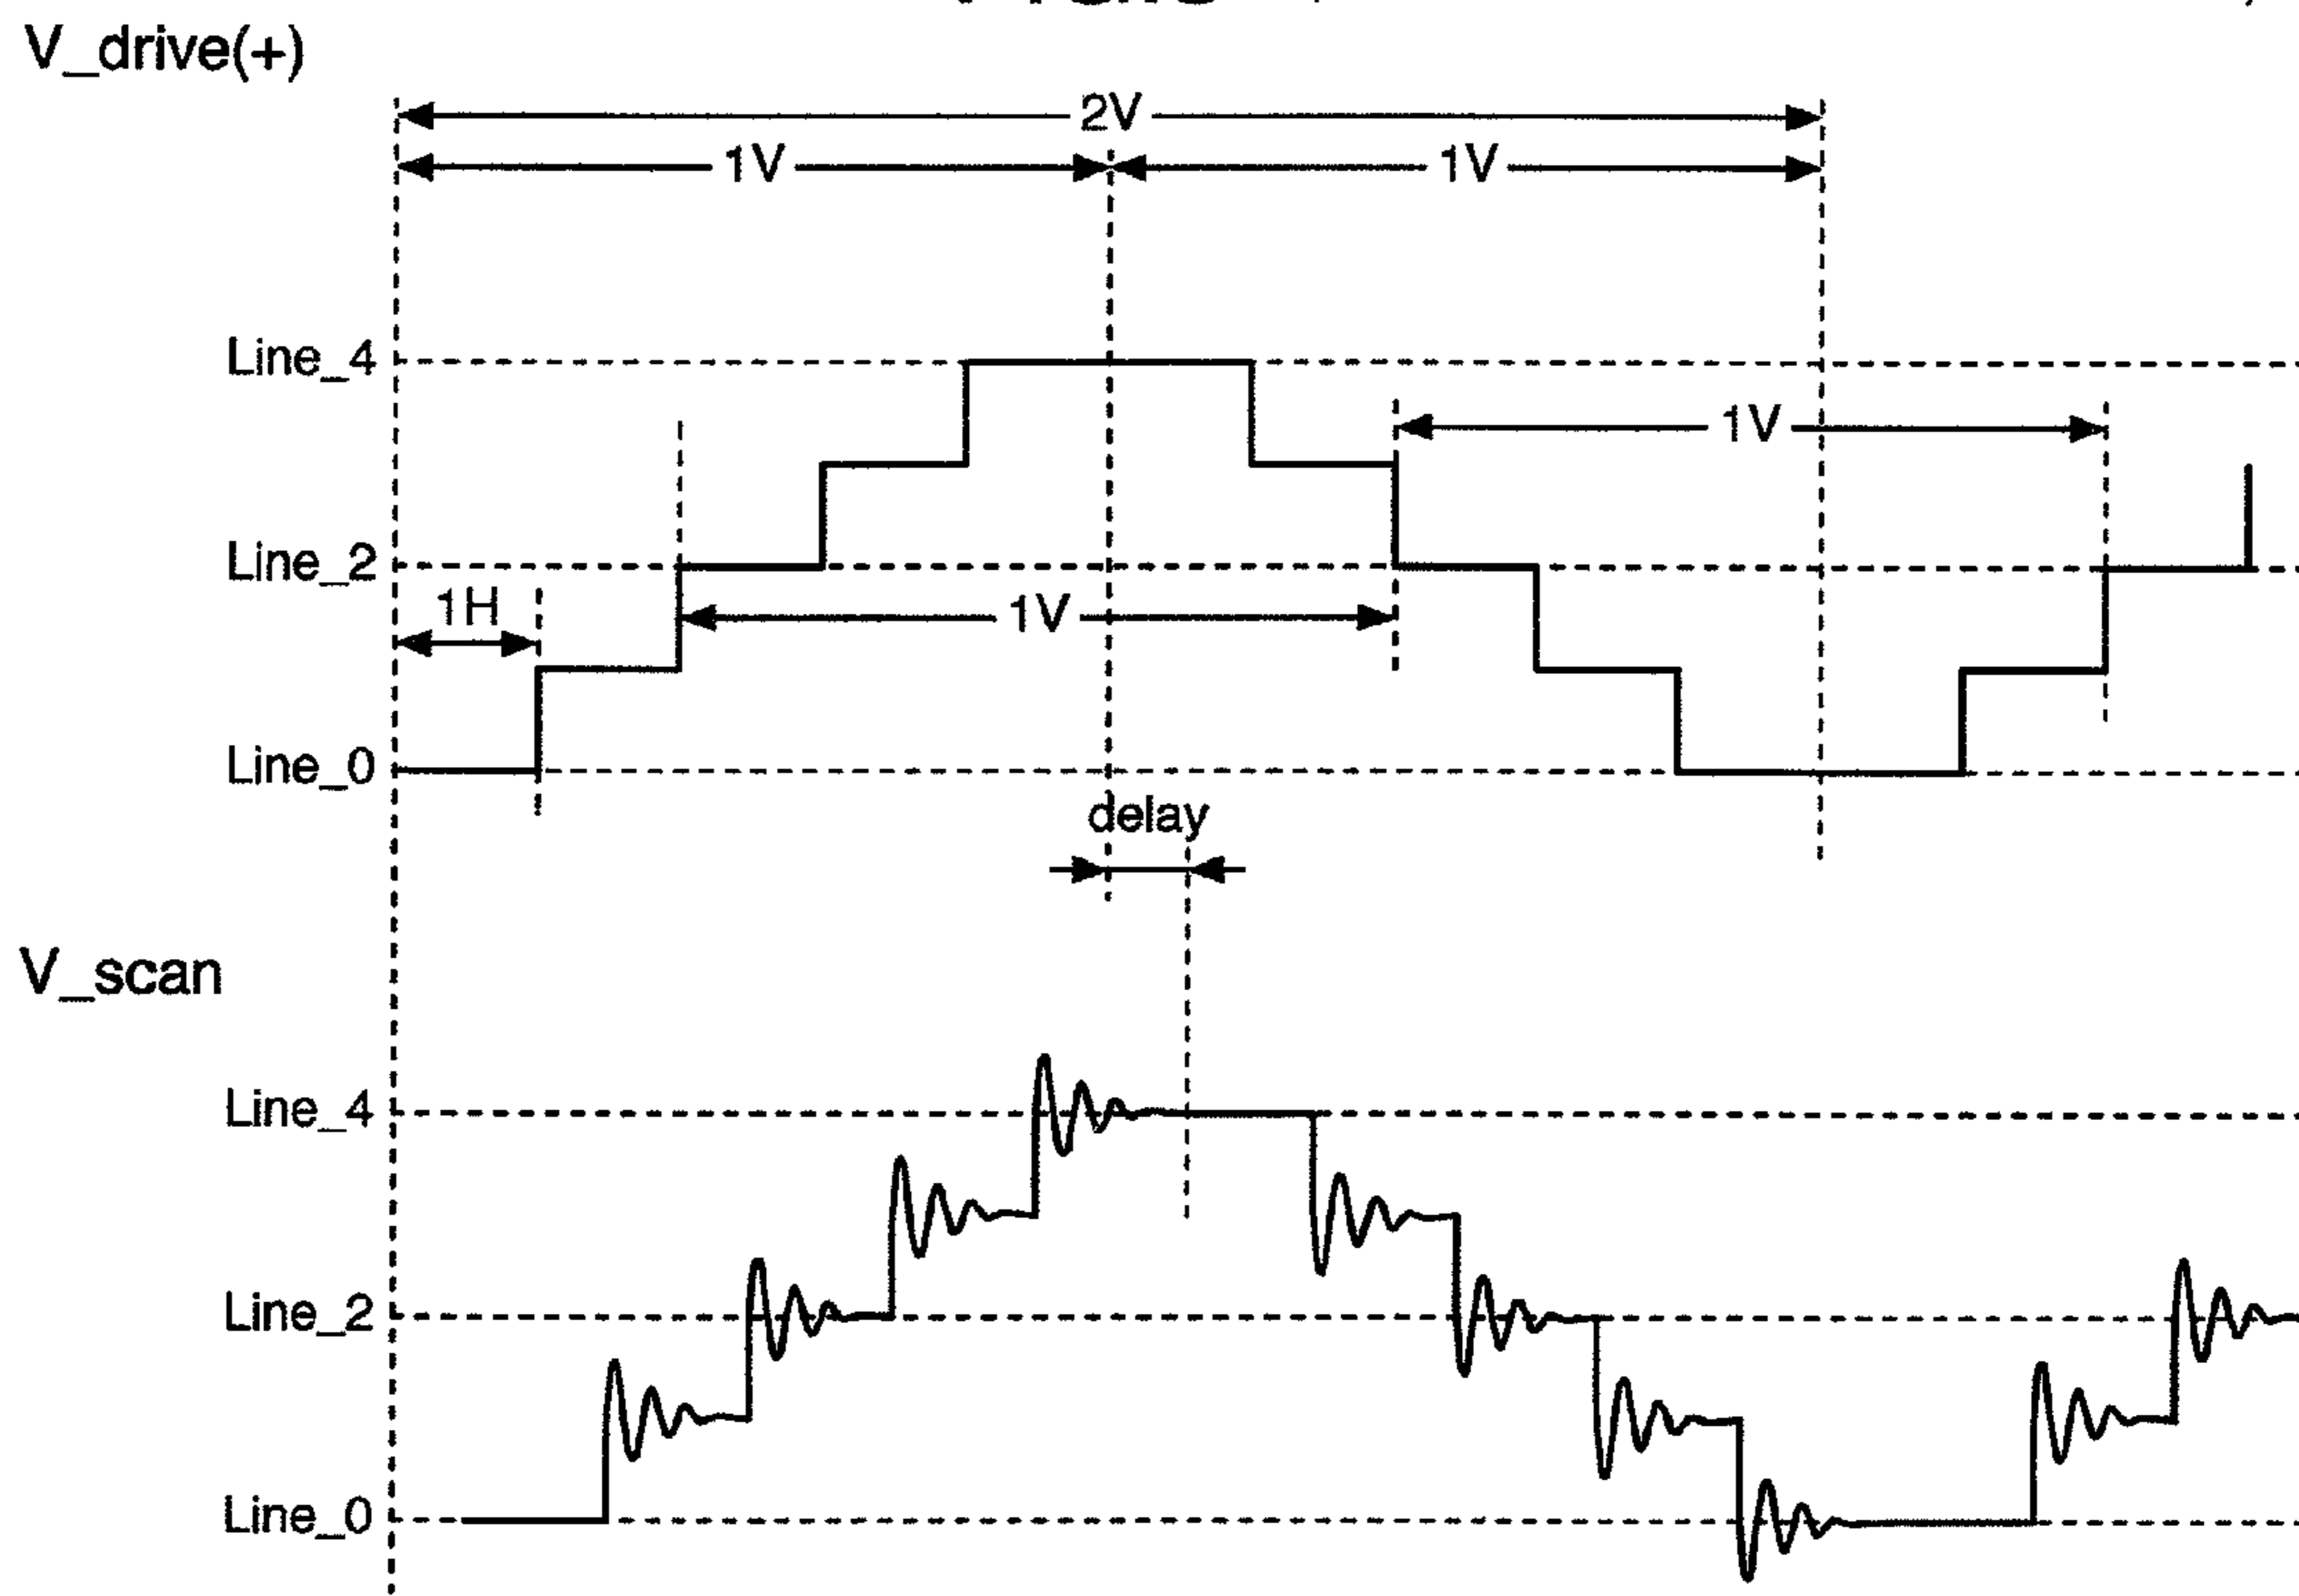 V_drive(+)
2V
1V 1V
Line_4
1V
Line_2
1H
1V
Line_0
delay
V_scan
Line_4
Line_2
Line_0